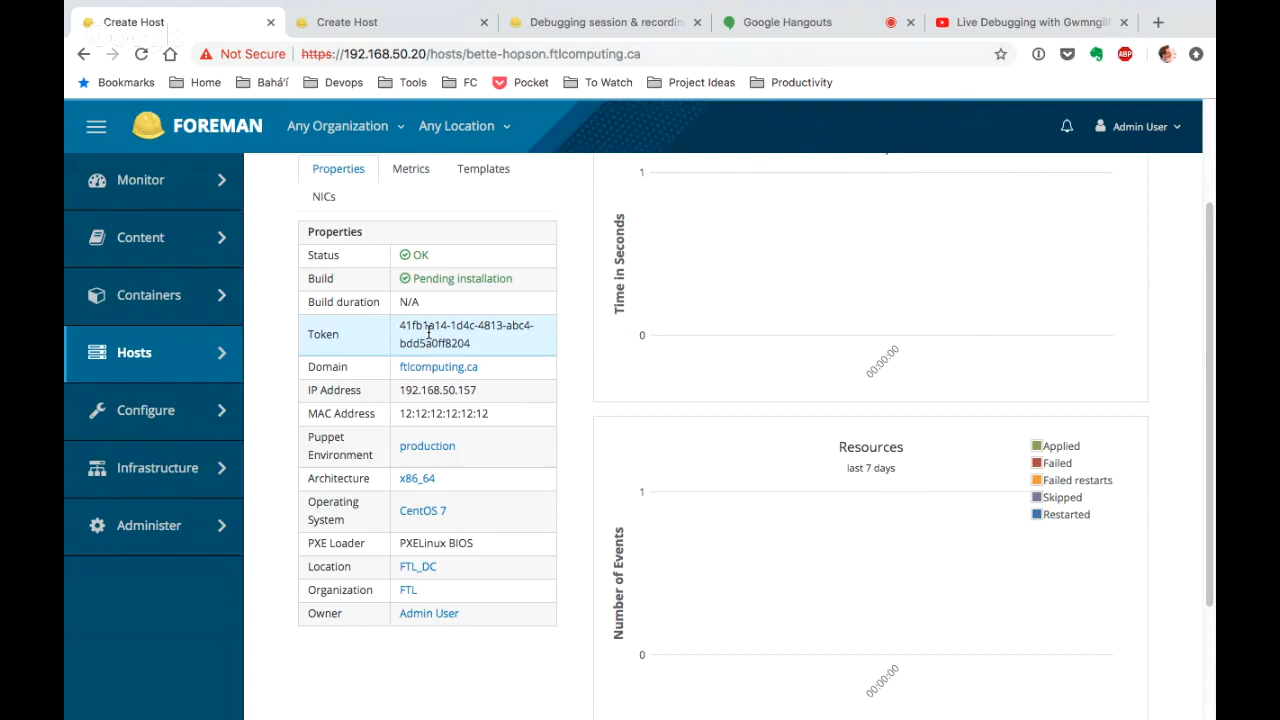 Create Host
Create Host
Debugging session & recordin
Google Hangouts
Live Debugging with Gwmngilf
Not Secure https://192.168.50.20/hosts/bette-hopson.ftlcomputing.ca
ABP
Bookmarks Home Bahá'í Devops Tools FC Pocket To Watch Project Ideas Productivity
FOREMAN Any Organization Any Location Admin User
Monitor
Content
Containers
Hosts
Configure
Infrastructure
Administer
Properties Metrics Templates
NICs
Properties
Status OK
Build Pending installation
Build duration N/A
Token 41fb1a14-1d4c-4813-abc4-
bdd5a0ff8204
Domain ftlcomputing.ca
IP Address 192.168.50.157
MAC Address 12:12:12:12:12:12
Puppet
Environment production
Architecture x86_64
Operating
System CentOS 7
PXE Loader PXELinux BIOS
Location FTL_DC
Organization FTL
Owner Admin User
Time in Seconds
1
0
00:00:00
Resources
last 7 days
Applied
Failed
Failed restarts
Skipped
Restarted
Number of Events
1
0
00:00:00